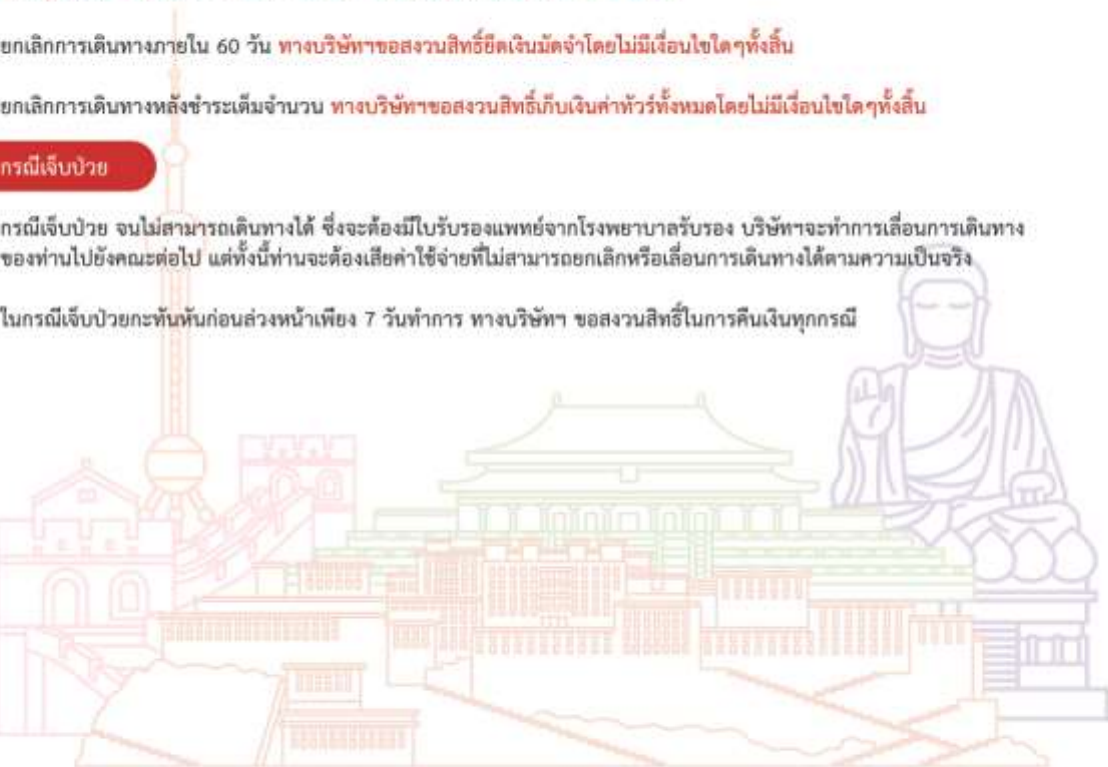 ยกเลิกการเดินทางภายใน 60 วัน ทางบริษัทฯขอสงวนสิทธิ์ยึดเงินมัดจำโดยไม่มีเงื่อนไขใดๆทั้งสิ้น
ยกเลิกการเดินทางหลังชำระเต็มจำนวน ทางบริษัทฯขอสงวนสิทธิ์เก็บเงินค่าทัวร์ทั้งหมดโดยไม่มีเงื่อนไขใดๆทั้งสิ้น
กรณีเจ็บป่วย
กรณีเจ็บป่วย จนไม่สามารถเดินทางได้ ซึ่งจะต้องมีใบรับรองแพทย์จากโรงพยาบาลรับรอง บริษัทฯจะทำการเลื่อนการเดินทาง
ของท่านไปยังคณะต่อไป แต่ทั้งนี้ท่านจะต้องเสียค่าใช้จ่ายที่ไม่สามารถยกเลิกหรือเลื่อนการเดินทางได้ตามความเป็นจริง
ในกรณีเจ็บป่วยกะทันหันก่อนล่วงหน้าเพียง 7 วันทำการ ทางบริษัทฯ ขอสงวนสิทธิ์ในการคืนเงินทุกกรณี